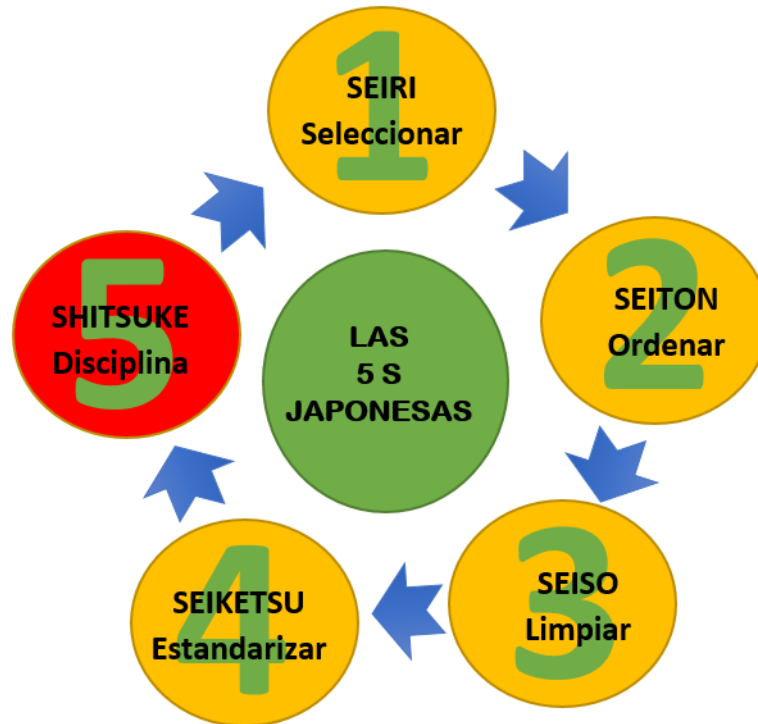 LAS
5 S
JAPONESAS
1
SEIRI
Seleccionar
2
SEITON
Ordenar
3
SEISO
Limpiar
4
SEIKETSU
Estandarizar
5
SHITSUKE
Disciplina